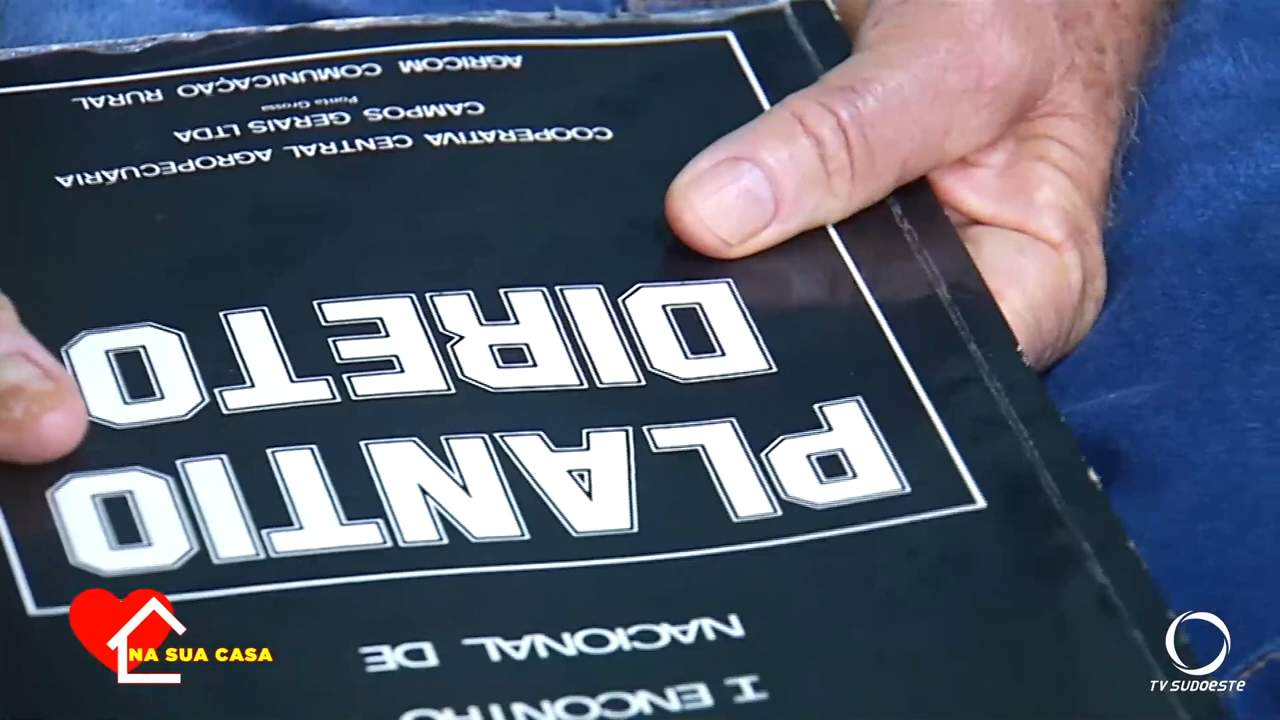 I ENCONTRO
NACIONAL DE
PLANTIO
DIRETO
COOPERATIVA CENTRAL AGROPECUÁRIA
CAMPOS GERAIS LTDA
Ponta Grossa
AGRICOM COMUNICAÇÃO RURAL
NA SUA CASA
TV SUDOESTE